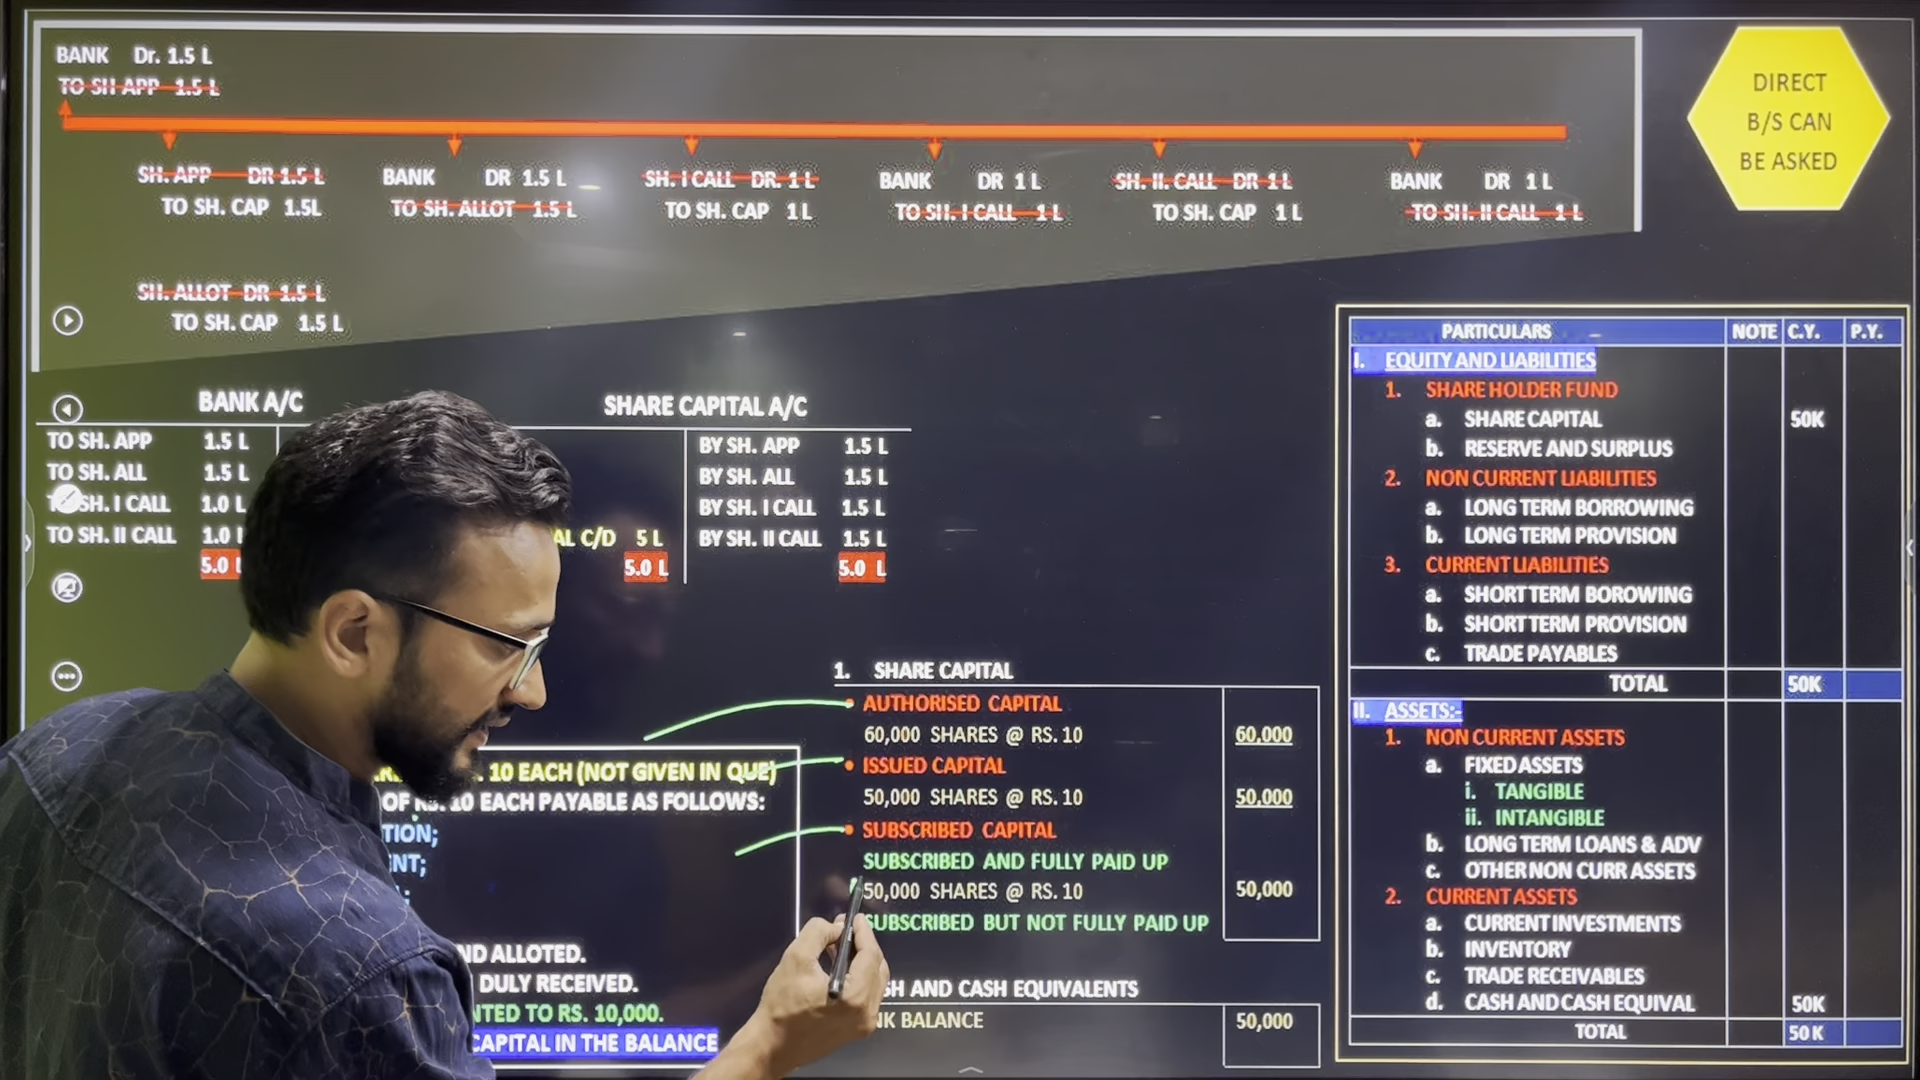 BANK Dr. 1.5 L
TO SH APP 1.5 L
DIRECT
B/S CAN
BE ASKED
SH. APP DR 1.5 L
TO SH. CAP 1.5L
BANK DR 1.5 L
TO SH. ALLOT 1.5 L
SH. I CALL DR. 1 L
TO SH. CAP 1 L
BANK DR 1 L
TO SH. I CALL 1 L
SH. II. CALL DR 1 L
TO SH. CAP 1 L
BANK DR 1 L
TO SH. II CALL 1 L
SH. ALLOT DR 1.5 L
TO SH. CAP 1.5 L
BANK A/C
TO SH. APP 1.5 L
TO SH. ALL 1.5 L
SH. I CALL 1.0 L
TO SH. II CALL 1.0
5.0
SHARE CAPITAL A/C
BY SH. APP 1.5 L
BY SH. ALL 1.5 L
BY SH. I CALL 1.5 L
AL C/D 5 L BY SH. II CALL 1.5 L
5.0 L 5.0 L
10 EACH (NOT GIVEN IN QUE)
OF RS. 10 EACH PAYABLE AS FOLLOWS:
TION;
NT;
ND ALLOTED.
DULY RECEIVED.
NTED TO RS. 10,000.
CAPITAL IN THE BALANCE
1. SHARE CAPITAL
• AUTHORISED CAPITAL
60,000 SHARES @ RS. 10 60,000
• ISSUED CAPITAL
50,000 SHARES @ RS. 10 50,000
• SUBSCRIBED CAPITAL
SUBSCRIBED AND FULLY PAID UP
50,000 SHARES @ RS. 10 50,000
SUBSCRIBED BUT NOT FULLY PAID UP
SH AND CASH EQUIVALENTS
NK BALANCE 50,000
PARTICULARS NOTE C.Y. P.Y.
I. EQUITY AND LIABILITIES
1. SHARE HOLDER FUND
a. SHARE CAPITAL 50K
b. RESERVE AND SURPLUS
2. NON CURRENT LIABILITIES
a. LONG TERM BORROWING
b. LONG TERM PROVISION
3. CURRENT LIABILITIES
a. SHORT TERM BOROWING
b. SHORT TERM PROVISION
c. TRADE PAYABLES
TOTAL 50K
II. ASSETS:-
1. NON CURRENT ASSETS
a. FIXED ASSETS
i. TANGIBLE
ii. INTANGIBLE
b. LONG TERM LOANS & ADV
c. OTHER NON CURR ASSETS
2. CURRENT ASSETS
a. CURRENT INVESTMENTS
b. INVENTORY
c. TRADE RECEIVABLES
d. CASH AND CASH EQUIVAL 50K
TOTAL 50 K